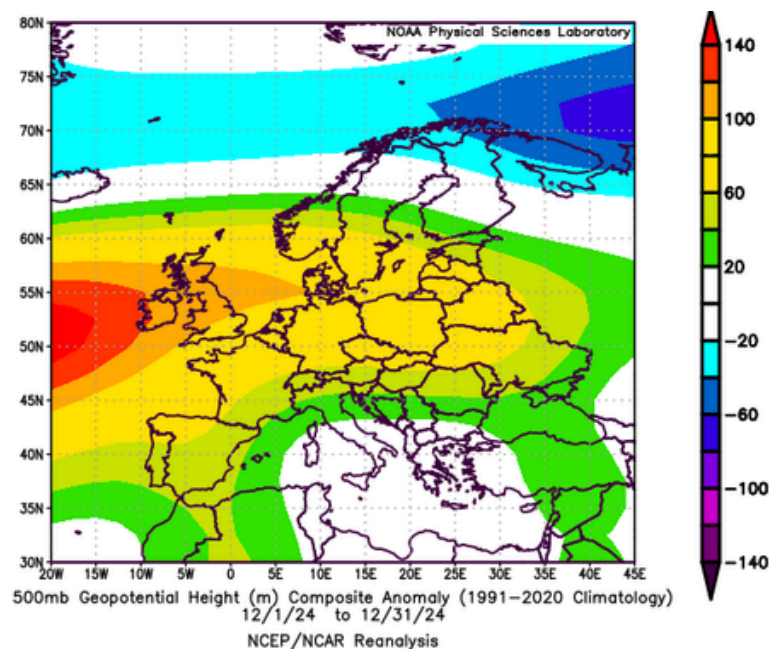 80N
NOAA Physical Sciences Laboratory
75N
70N
65N
60N
55N
50N
45N
40N
35N
30N
20W 15W 10W 5W 0 5E 10E 15E 20E 25E 30E 35E 40E 45E
140
100
60
20
-20
-60
-100
-140
500mb Geopotential Height (m) Composite Anomaly (1991-2020 Climatology)
12/1/24 to 12/31/24
NCEP/NCAR Reanalysis